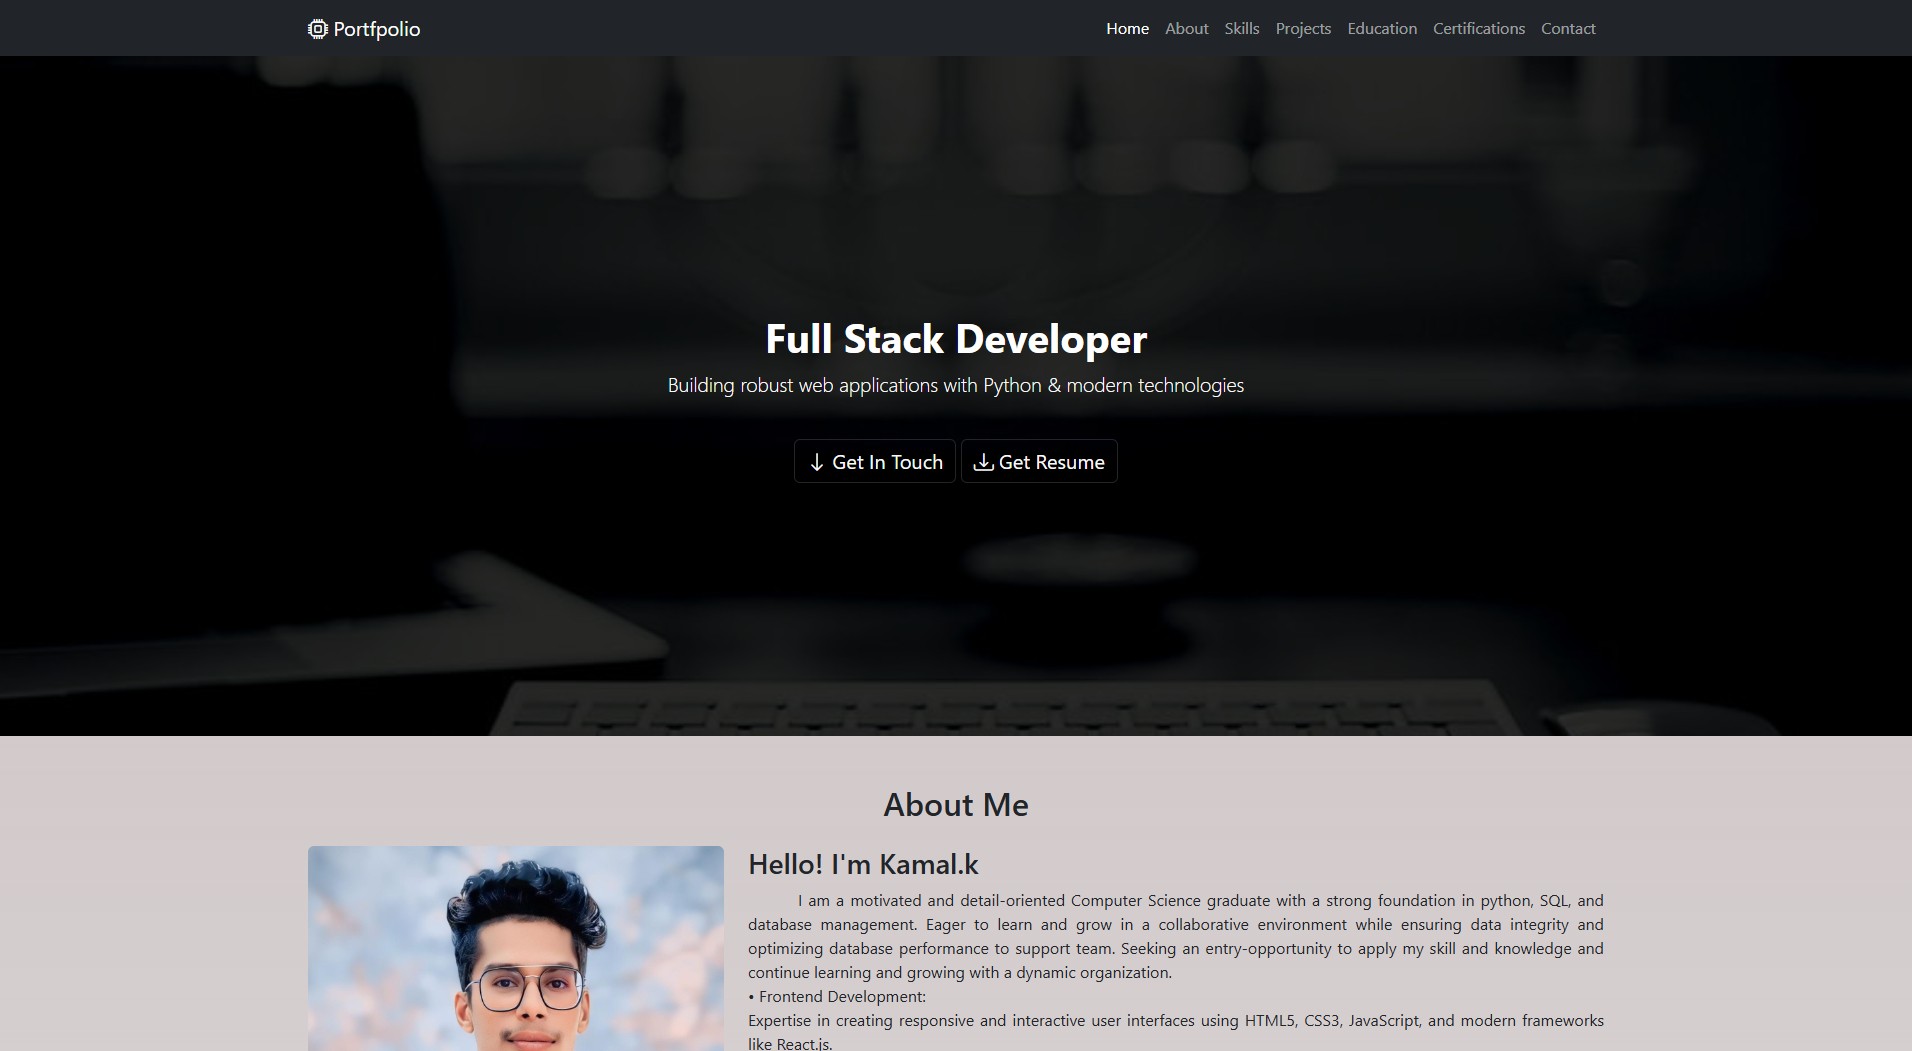 Portfpolio
Home About Skills Projects Education Certifications Contact
Full Stack Developer
Building robust web applications with Python & modern technologies
Get In Touch Get Resume
About Me
Hello! I'm Kamal.k
I am a motivated and detail-oriented Computer Science graduate with a strong foundation in python, SQL, and
database management. Eager to learn and grow in a collaborative environment while ensuring data integrity and
optimizing database performance to support team. Seeking an entry-opportunity to apply my skill and knowledge and
continue learning and growing with a dynamic organization.
• Frontend Development:
Expertise in creating responsive and interactive user interfaces using HTML5, CSS3, JavaScript, and modern frameworks
like React.js.